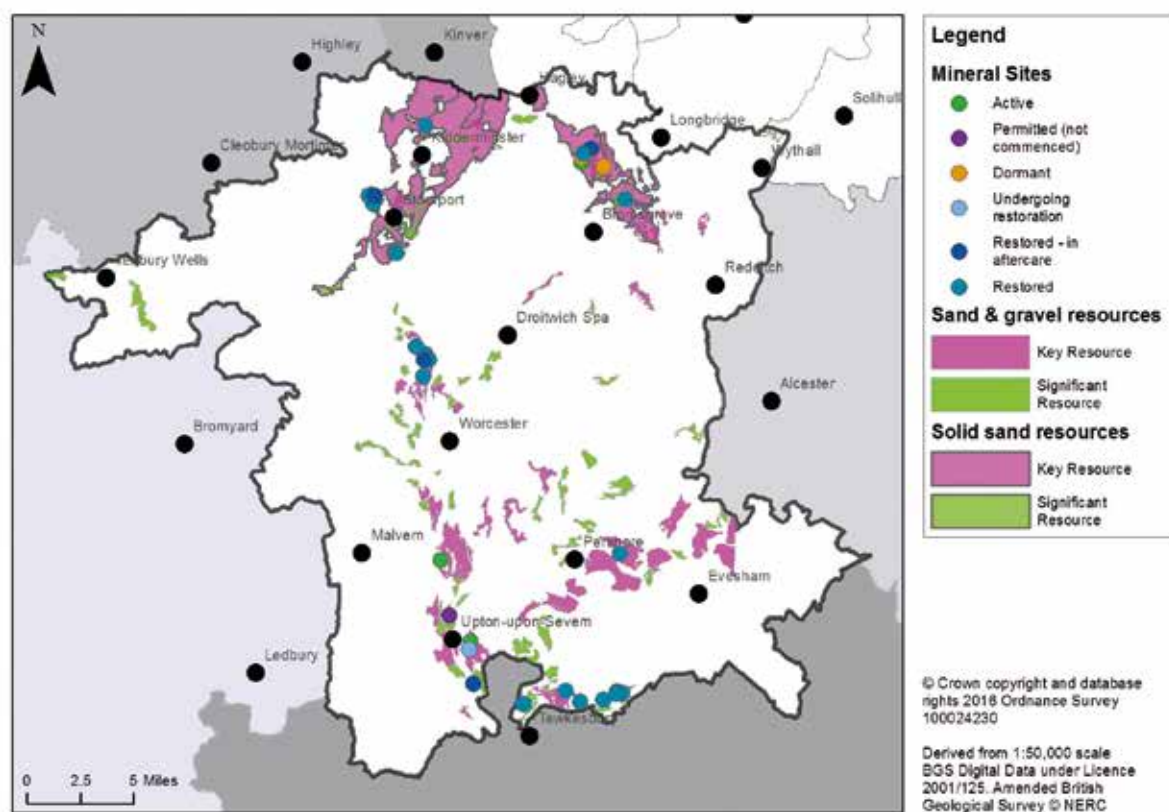 N
Kinver
Highley
Hagley
Longbridge
Solihull
Cleobury Mortimer
Kidderminster
Wythall
Stourport
Bromsgrove
Tenbury Wells
Redditch
Droitwich Spa
Alcester
Bromyard
Worcester
Malvern
Pershore
Evesham
Upton-upon-Severn
Ledbury
Tewkesbury
0 2.5 5 Miles
Legend
Mineral Sites
Active
Permitted (not
commenced)
Dormant
Undergoing
restoration
Restored - in
aftercare
Restored
Sand & gravel resources
Key Resource
Significant
Resource
Solid sand resources
Key Resource
Significant
Resource
© Crown copyright and database
rights 2016 Ordnance Survey
100024230
Derived from 1:50,000 scale
BGS Digital Data under Licence
2001/125. Amended British
Geological Survey © NERC